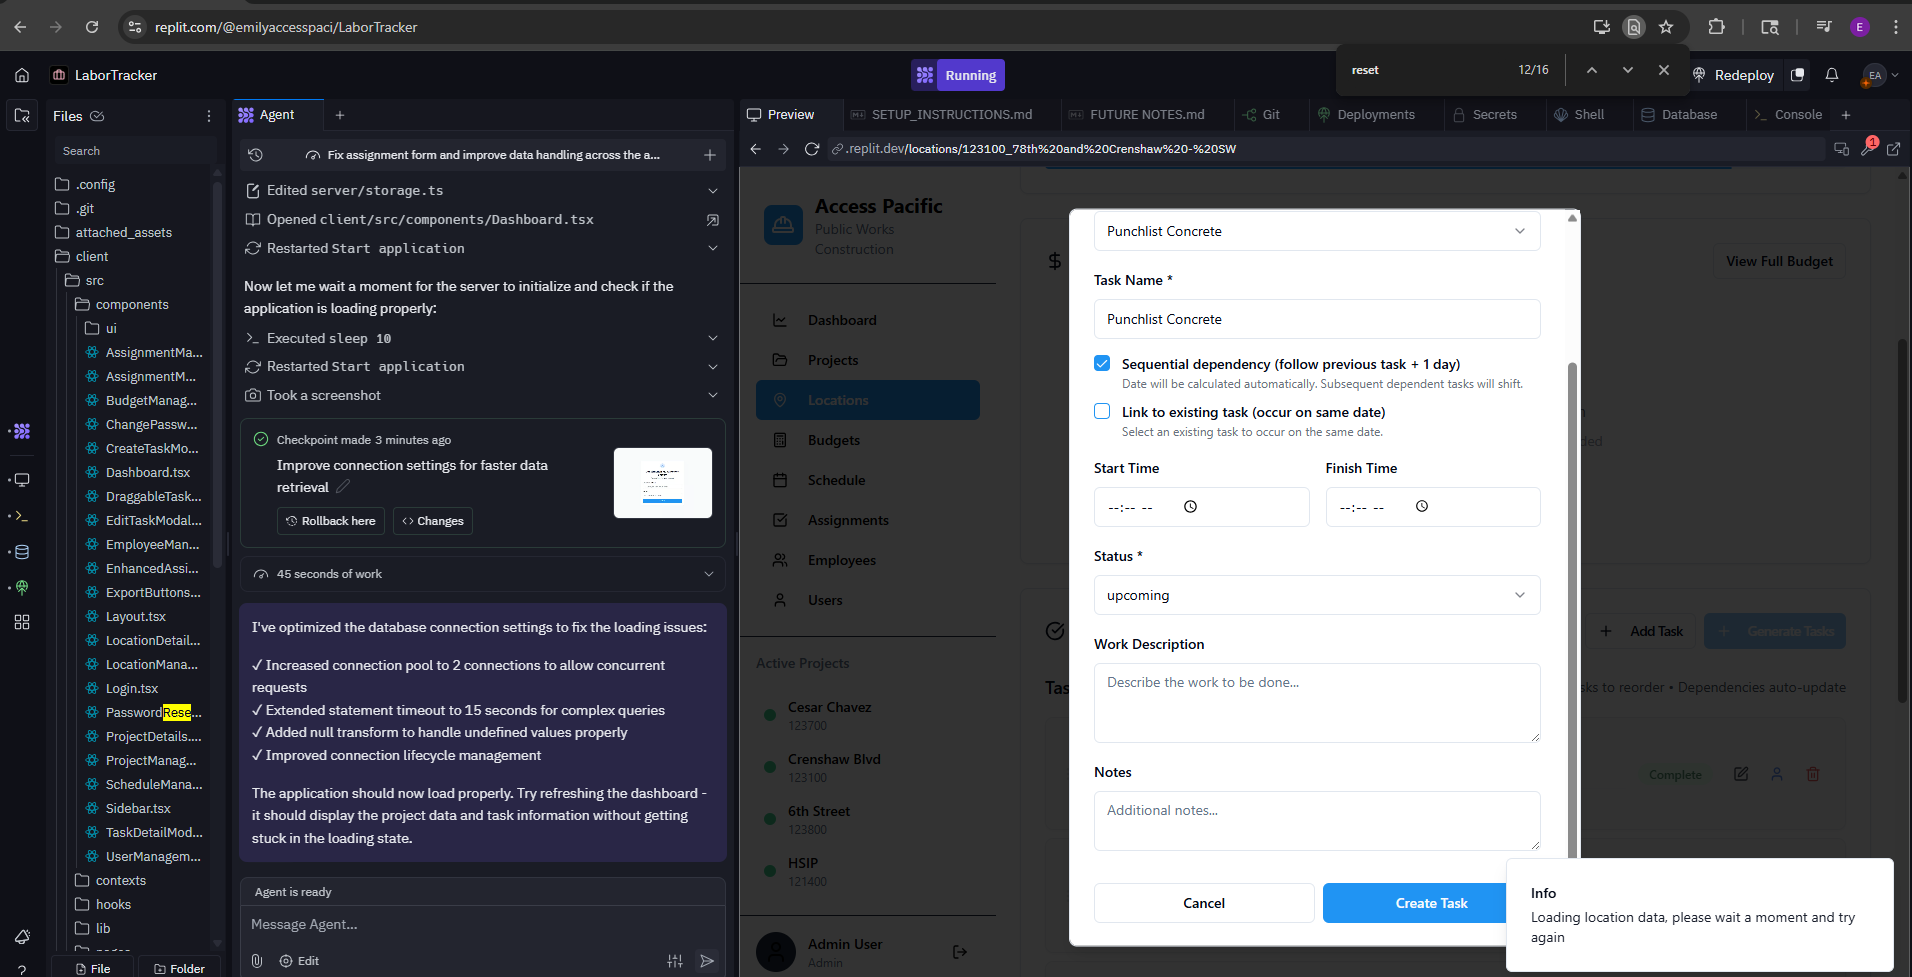 replit.com/@emilyaccesspaci/LaborTracker
E
reset
12/16
LaborTracker
Running
Redeploy
EA
Files
Search
.config
.git
attached_assets
client
src
components
ui
AssignmentMa...
AssignmentM...
BudgetManag...
ChangePassw...
CreateTaskMo...
Dashboard.tsx
DraggableTask...
EditTaskModal...
EmployeeMan...
EnhancedAssi...
ExportButtons...
Layout.tsx
LocationDetail...
LocationMana...
Login.tsx
PasswordRese...
ProjectDetails....
ProjectManag...
ScheduleMana...
Sidebar.tsx
TaskDetailMod...
UserManagem...
contexts
hooks
lib
File
Folder
Agent
Fix assignment form and improve data handling across the a...
Edited server/storage.ts
Opened client/src/components/Dashboard.tsx
Restarted Start application
Now let me wait a moment for the server to initialize and check if the
application is loading properly:
Executed sleep 10
Restarted Start application
Took a screenshot
Checkpoint made 3 minutes ago
Improve connection settings for faster data
retrieval
Rollback here
Changes
45 seconds of work
I've optimized the database connection settings to fix the loading issues:
✓ Increased connection pool to 2 connections to allow concurrent
requests
✓ Extended statement timeout to 15 seconds for complex queries
✓ Added null transform to handle undefined values properly
✓ Improved connection lifecycle management
The application should now load properly. Try refreshing the dashboard -
it should display the project data and task information without getting
stuck in the loading state.
Agent is ready
Message Agent...
Edit
Preview
SETUP_INSTRUCTIONS.md
FUTURE NOTES.md
Git
Deployments
Secrets
Shell
Database
Console
.replit.dev/locations/123100_78th%20and%20Crenshaw%20-%20SW
1
Access Pacific
Public Works
Construction
Dashboard
Projects
Locations
Budgets
Schedule
Assignments
Employees
Users
Active Projects
Cesar Chavez
123700
Crenshaw Blvd
123100
6th Street
123800
HSIP
121400
Admin User
Admin
$
View Full Budget
Add Task
Generate Tasks
Tas
sks to reorder • Dependencies auto-update
Complete
Punchlist Concrete
Task Name *
Punchlist Concrete
Sequential dependency (follow previous task + 1 day)
Date will be calculated automatically. Subsequent dependent tasks will shift.
Link to existing task (occur on same date)
Select an existing task to occur on the same date.
Start Time
Finish Time
--:-- --
--:-- --
Status *
upcoming
Work Description
Describe the work to be done...
Notes
Additional notes...
Cancel
Create Task
Info
Loading location data, please wait a moment and try
again